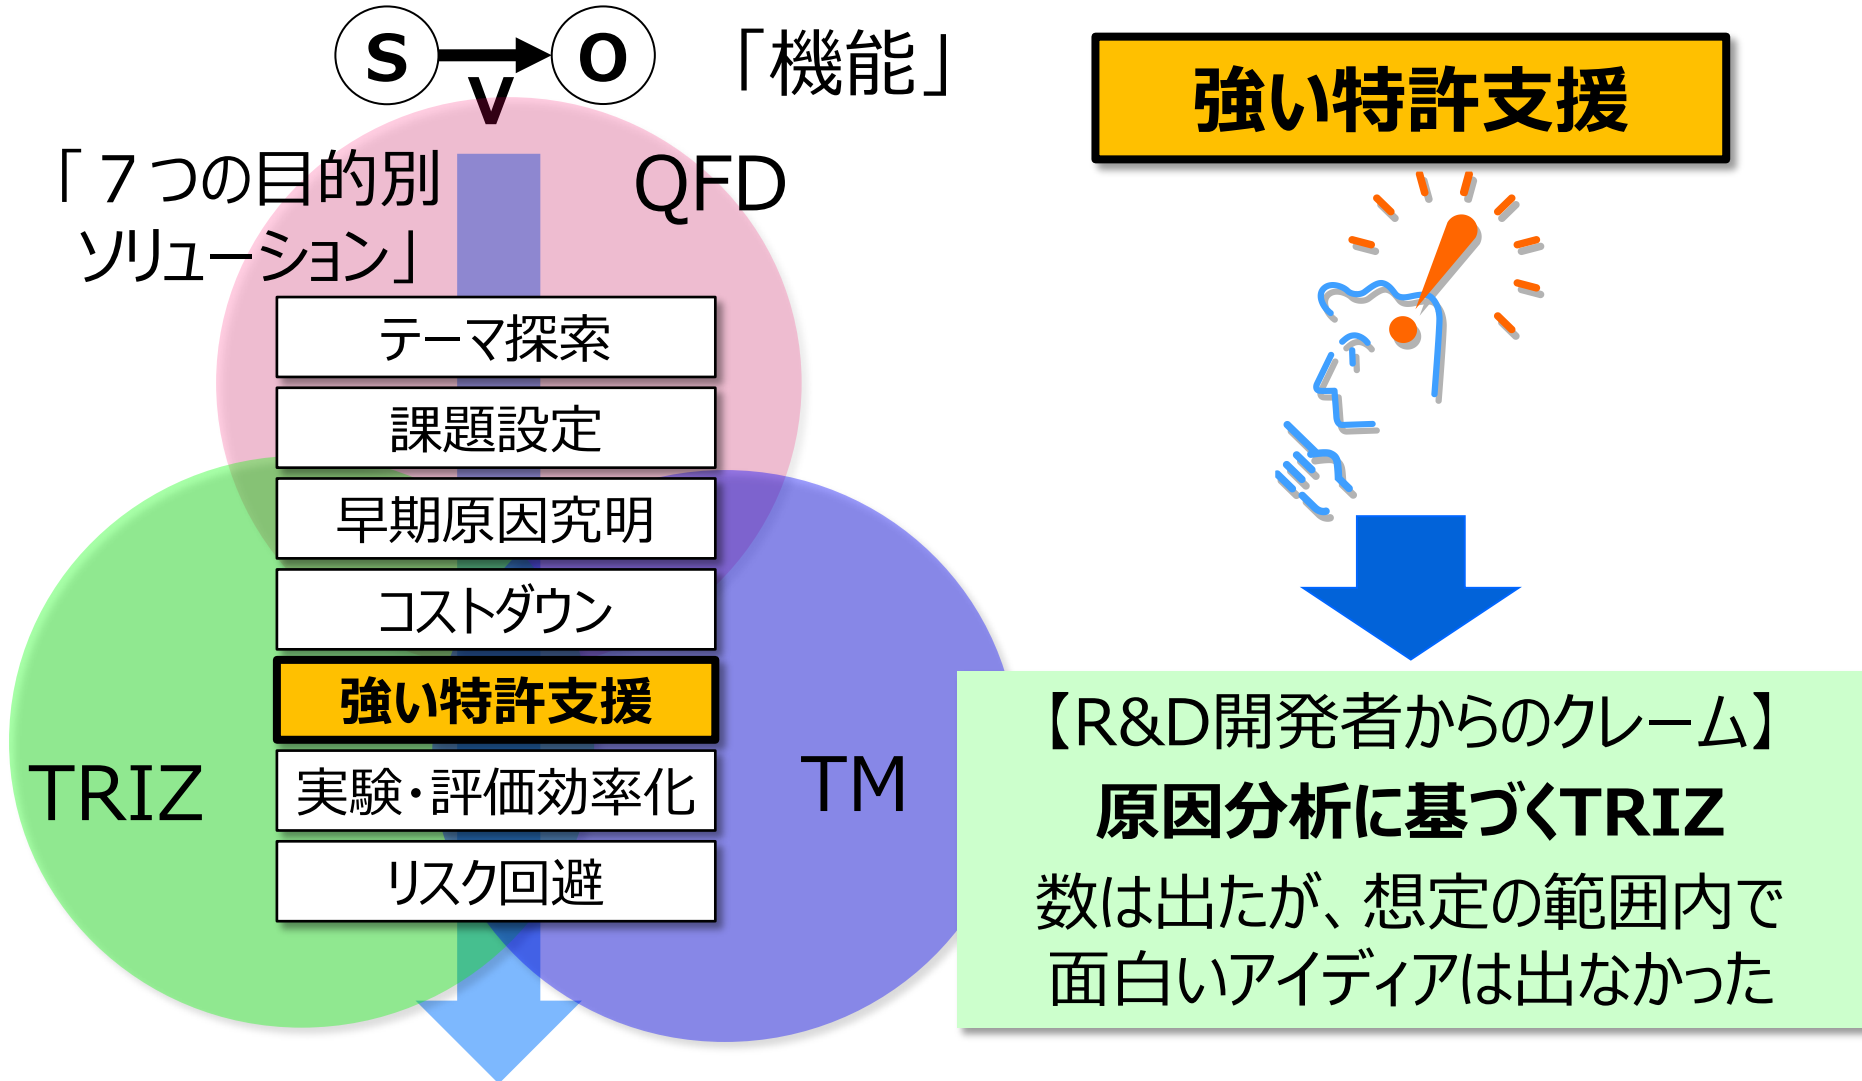 S
V
O
「機能」
「７つの目的別
ソリューション」
QFD
テーマ探索
課題設定
早期原因究明
コストダウン
強い特許支援
実験・評価効率化
リスク回避
TRIZ
TM
強い特許支援
【R&D開発者からのクレーム】
原因分析に基づくTRIZ
数は出たが、想定の範囲内で
面白いアイディアは出なかった